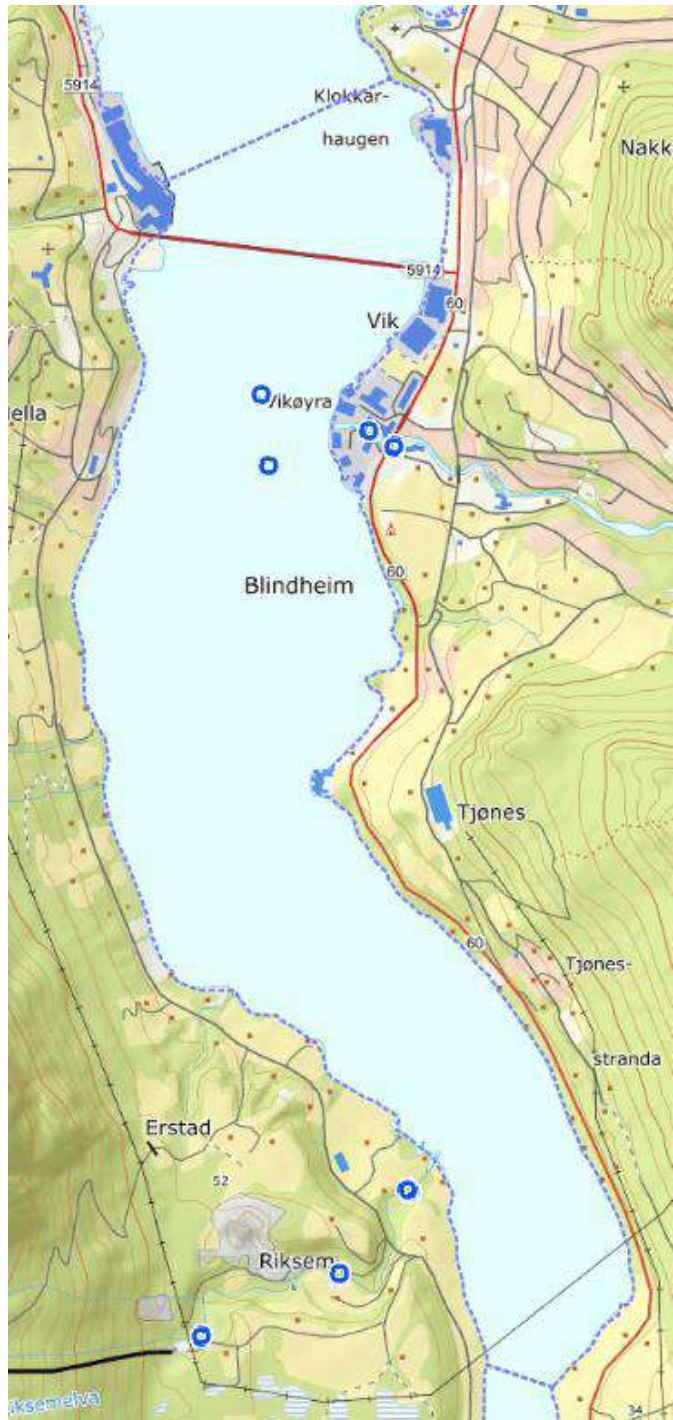 5914
Klokkar-
haugen
Nakk
5914
60
Vik
Vikøyra
ella
60
Blindheim
Tjønes
60
Tjønes-
stranda
Erstad
52
Riksem
iksemelva
34